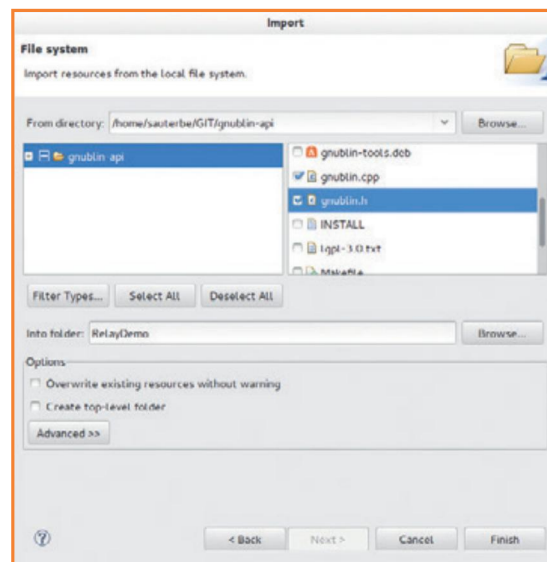 Import
File system
Import resources from the local file system.
From directory: /home/sauterbe/GIT/gnublin-api Browse...
gnublin-api
gnublin-tools.deb
gnublin.cpp
gnublin.h
INSTALL
lgpl-3.0.txt
Makefile
Filter Types... Select All Deselect All
Into folder: RelayDemo Browse...
Options
Overwrite existing resources without warning
Create top-level folder
Advanced >>
< Back Next > Cancel Finish